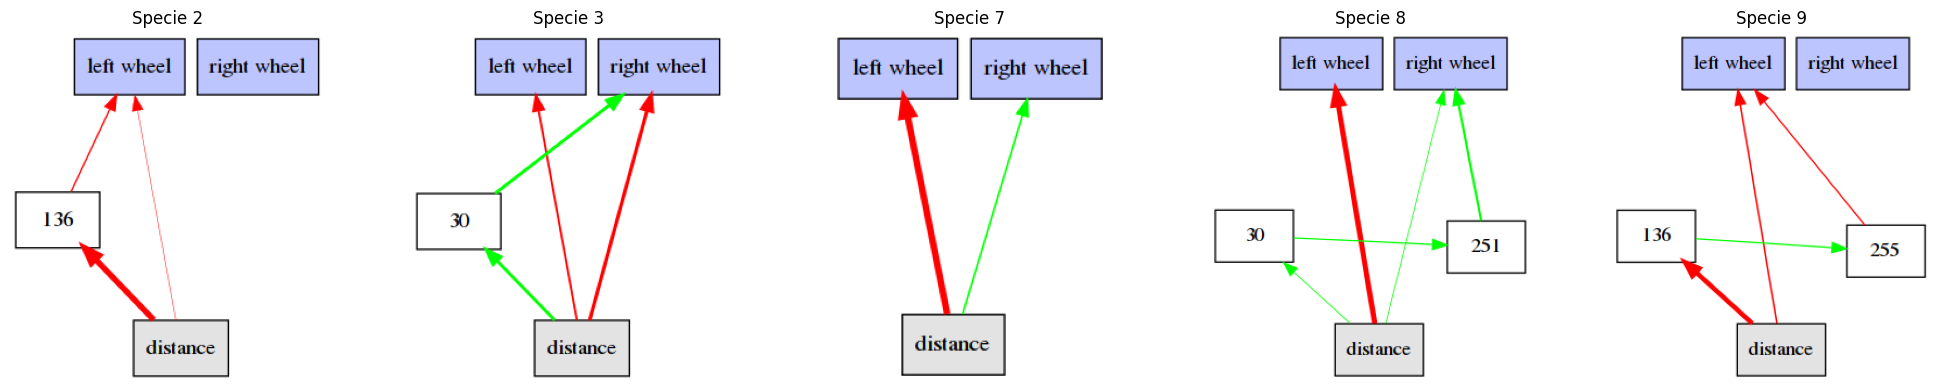 Specie 2
left wheel
right wheel
136
distance
Specie 3
left wheel
right wheel
30
distance
Specie 7
left wheel
right wheel
distance
Specie 8
left wheel
right wheel
30
251
distance
Specie 9
left wheel
right wheel
136
255
distance